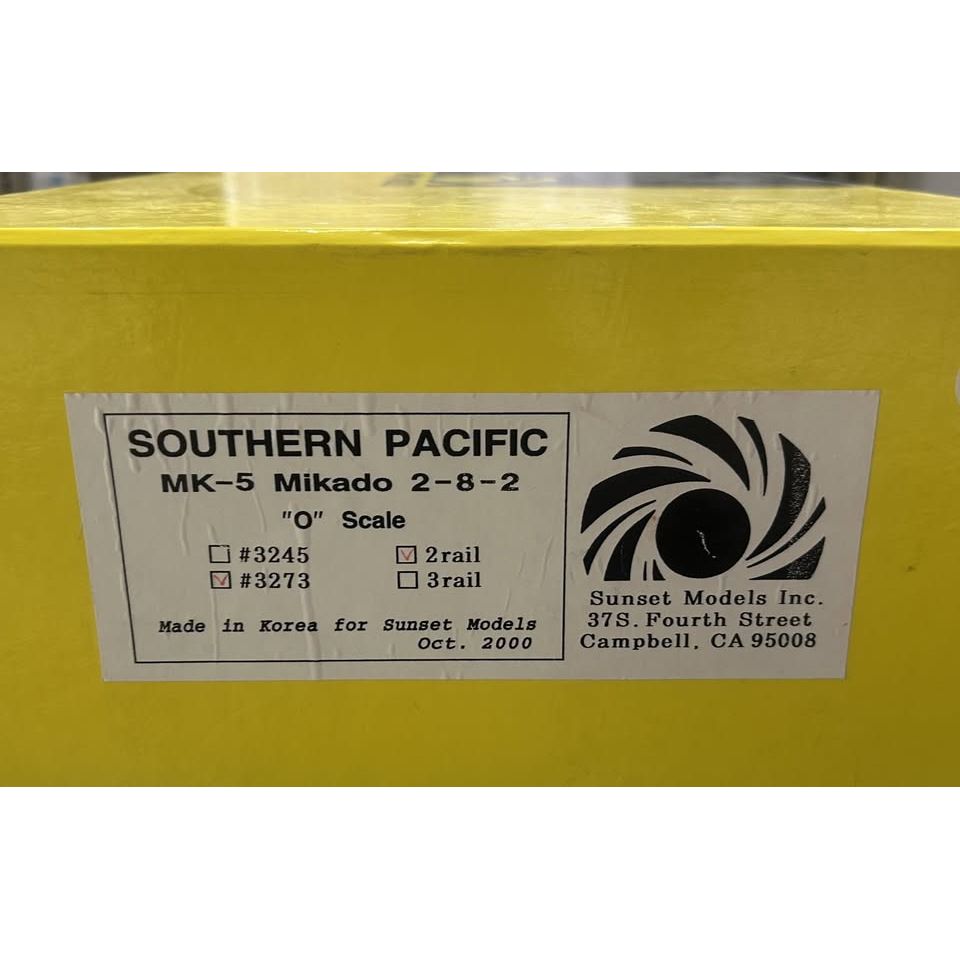 SOUTHERN PACIFIC
MK-5 Mikado 2-8-2
"O" Scale
☐ #3245 ☑ 2rail
☑ #3273 ☐ 3rail
Made in Korea for Sunset Models
Oct. 2000
Sunset Models Inc.
37S. Fourth Street
Campbell, CA 95008